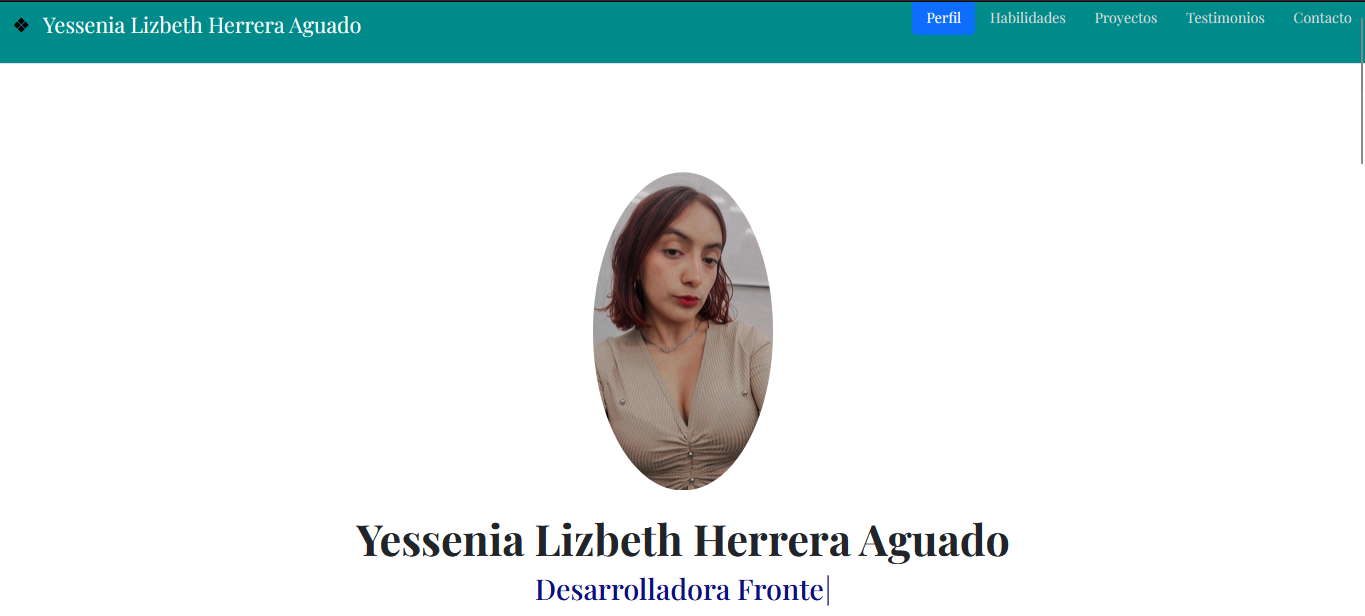 ❖ Yessenia Lizbeth Herrera Aguado
Perfil Habilidades Proyectos Testimonios Contacto
Yessenia Lizbeth Herrera Aguado
Desarrolladora Fronte|